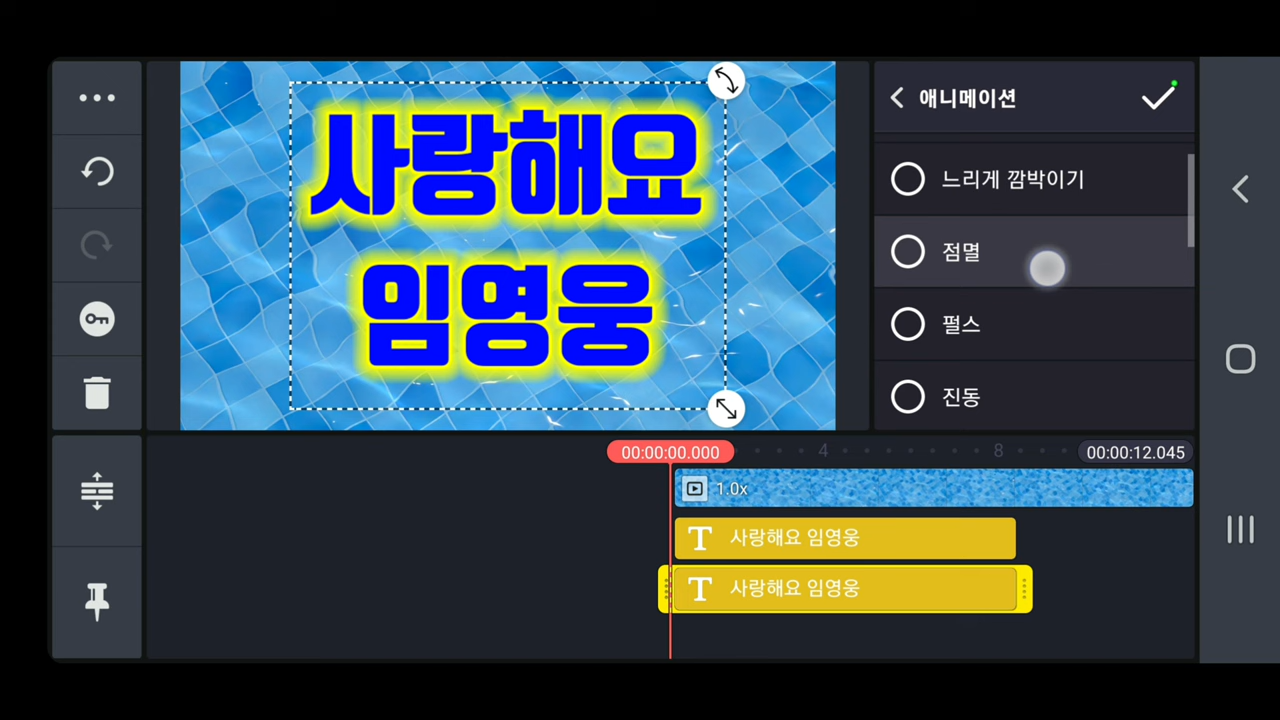 사랑해요
임영웅
애니메이션
느리게 깜박이기
점멸
펄스
진동
00:00:00.000
4
8
00:00:12.045
1.0x
T 사랑해요 임영웅
T 사랑해요 임영웅